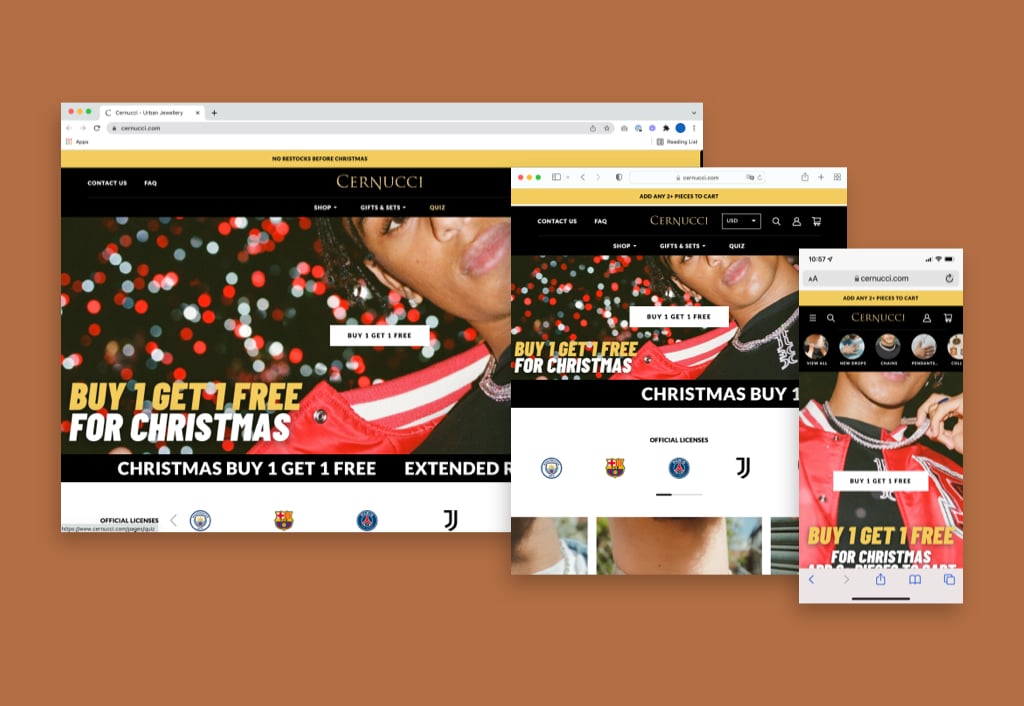 Cernucci - Urban Jewellery
cernucci.com
Apps
Reading List
NO RESTOCKS BEFORE CHRISTMAS
CONTACT US FAQ
CERNUCCI
SHOP GIFTS & SETS QUIZ
BUY 1 GET 1 FREE
BUY 1 GET 1 FREE
FOR CHRISTMAS
CHRISTMAS BUY 1 GET 1 FREE EXTENDED R
OFFICIAL LICENSES
https://www.cernucci.com/pages/quiz
cernucci.com
ADD ANY 2+ PIECES TO CART
CONTACT US FAQ
CERNUCCI
USD
SHOP GIFTS & SETS QUIZ
BUY 1 GET 1 FREE
BUY 1 GET 1 FREE
FOR CHRISTMAS
CHRISTMAS BUY 1
OFFICIAL LICENSES
10:57
AA cernucci.com
ADD ANY 2+ PIECES TO CART
CERNUCCI
VIEW ALL NEW DROPS CHAINS PENDANTS... COLL
BUY 1 GET 1 FREE
BUY 1 GET 1 FREE
FOR CHRISTMAS
ADD 2+ PIECES TO CART